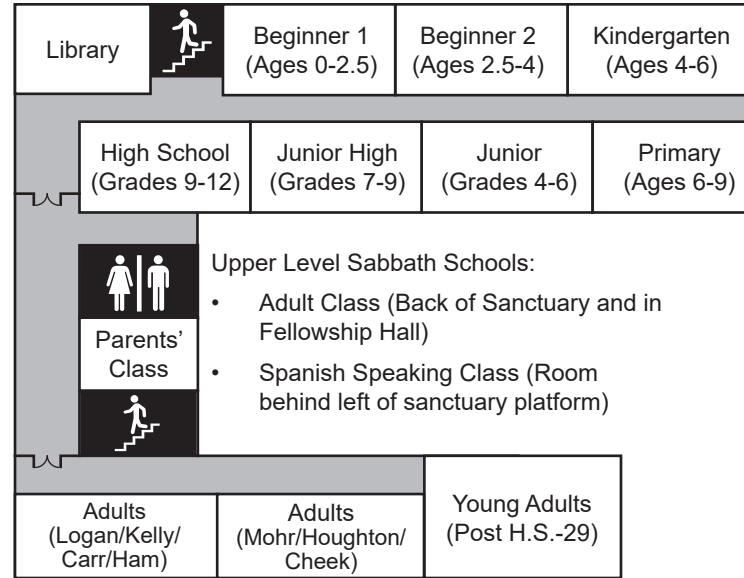 Library
Beginner 1
(Ages 0-2.5)
Beginner 2
(Ages 2.5-4)
Kindergarten
(Ages 4-6)
High School
(Grades 9-12)
Junior High
(Grades 7-9)
Junior
(Grades 4-6)
Primary
(Ages 6-9)
Upper Level Sabbath Schools:
• Adult Class (Back of Sanctuary and in
Fellowship Hall)
• Spanish Speaking Class (Room
behind left of sanctuary platform)
Parents’
Class
Adults
(Logan/Kelly/
Carr/Ham)
Adults
(Mohr/Houghton/
Cheek)
Young Adults
(Post H.S.-29)